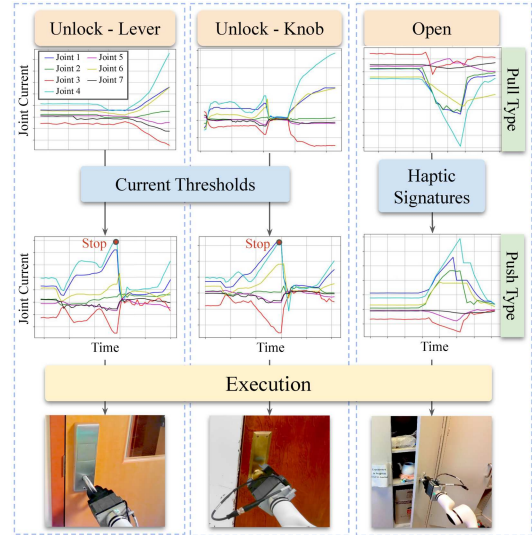 Unlock - Lever
Unlock - Knob
Open
Joint 1
Joint 2
Joint 3
Joint 4
Joint 5
Joint 6
Joint 7
Joint Current
Pull Type
Current Thresholds
Haptic
Signatures
Stop
Stop
Joint Current
Push Type
Time
Time
Time
Execution